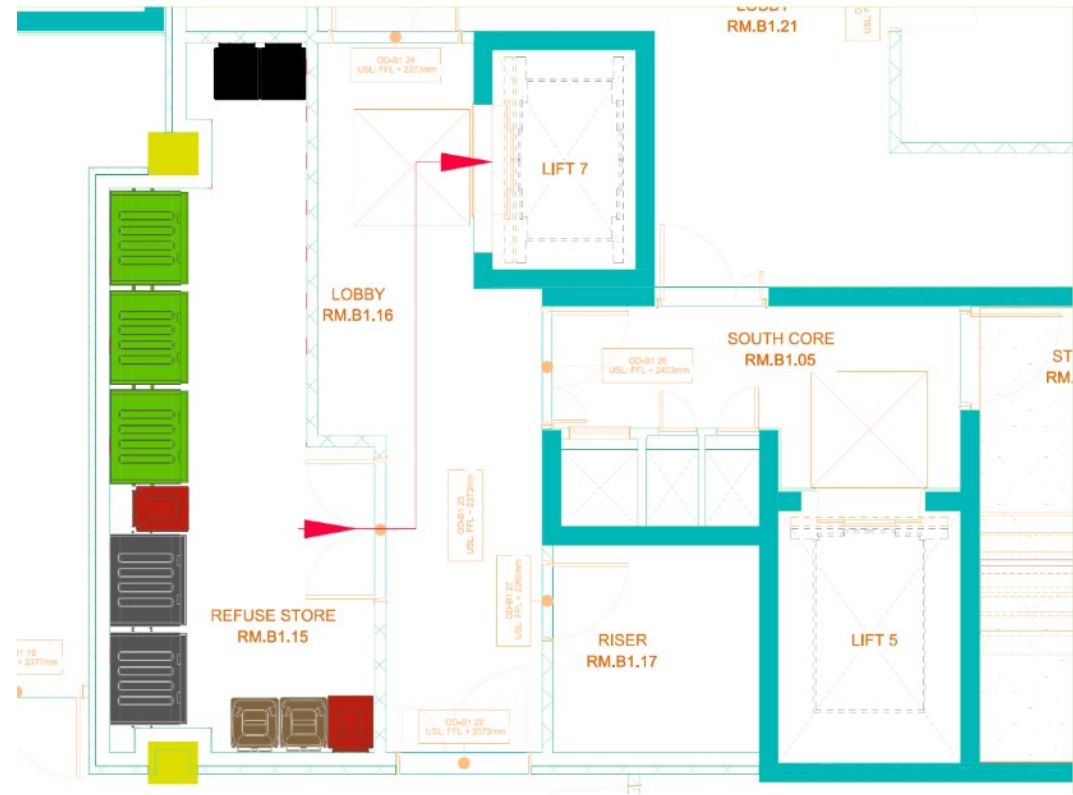 LOBBY
RM.B1.21
OD-B1 24
USL: FFL + 2373mm
LIFT 7
LOBBY
RM.B1.16
SOUTH CORE
RM.B1.05
OD-B1 26
USL: FFL + 2403mm
ST
RM.
OD-B1 23
USL: FFL + 2373mm
OD-B1 27
USL: FFL + 2260mm
REFUSE STORE
RM.B1.15
RISER
RM.B1.17
LIFT 5
B1 19
+ 2377mm
OD-B1 22
USL: FFL + 2373mm